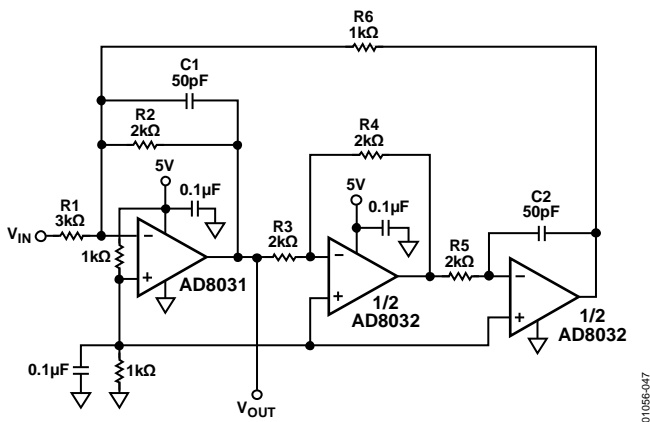 R6
1kΩ
C1
50pF
R2
2kΩ
R4
2kΩ
5V
0.1µF
5V
0.1µF
C2
50pF
R1
3kΩ
VIN
R3
2kΩ
R5
2kΩ
1kΩ
AD8031
1/2
AD8032
1/2
AD8032
0.1µF
1kΩ
VOUT
01056-047